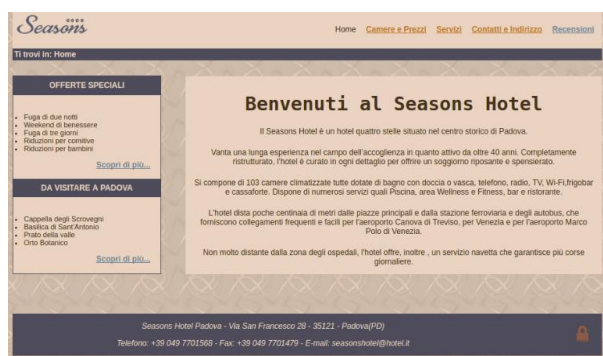 Seasons
Home Camere e Prezzi Servizi Contatti e Indirizzo Recensioni
Ti trovi in: Home
OFFERTE SPECIALI
Fuga di due notti
Weekend di benessere
Fuga di tre giorni
Riduzioni per comitive
Riduzioni per bambini
Scopri di più...
DA VISITARE A PADOVA
Cappella degli Scrovegni
Basilica di Sant'Antonio
Prato della valle
Orto Botanico
Scopri di più...
Benvenuti al Seasons Hotel
Il Seasons Hotel è un hotel quattro stelle situato nel centro storico di Padova.
Vanta una lunga esperienza nel campo dell'accoglienza in quanto attivo da oltre 40 anni. Completamente
ristrutturato, l'hotel è curato in ogni dettaglio per offrire un soggiorno riposante e spensierato.
Si compone di 103 camere climatizzate tutte dotate di bagno con doccia o vasca, telefono, radio, TV, Wi-Fi,frigobar
e cassaforte. Dispone di numerosi servizi quali Piscina, area Wellness e Fitness, bar e ristorante.
L'hotel dista poche centinaia di metri dalle piazze principali e dalla stazione ferroviaria e degli autobus, che
forniscono collegamenti frequenti e facili per l'aeroporto Canova di Treviso, per Venezia e per l'aeroporto Marco
Polo di Venezia.
Non molto distante dalla zona degli ospedali, l'hotel offre, inoltre , un servizio navetta che garantisce più corse
giornaliere.
Seasons Hotel Padova - Via San Francesco 28 - 35121 - Padova(PD)
Telefono: +39 049 7701568 - Fax: +39 049 7701479 - E-mail: seasonshotel@hotel.it